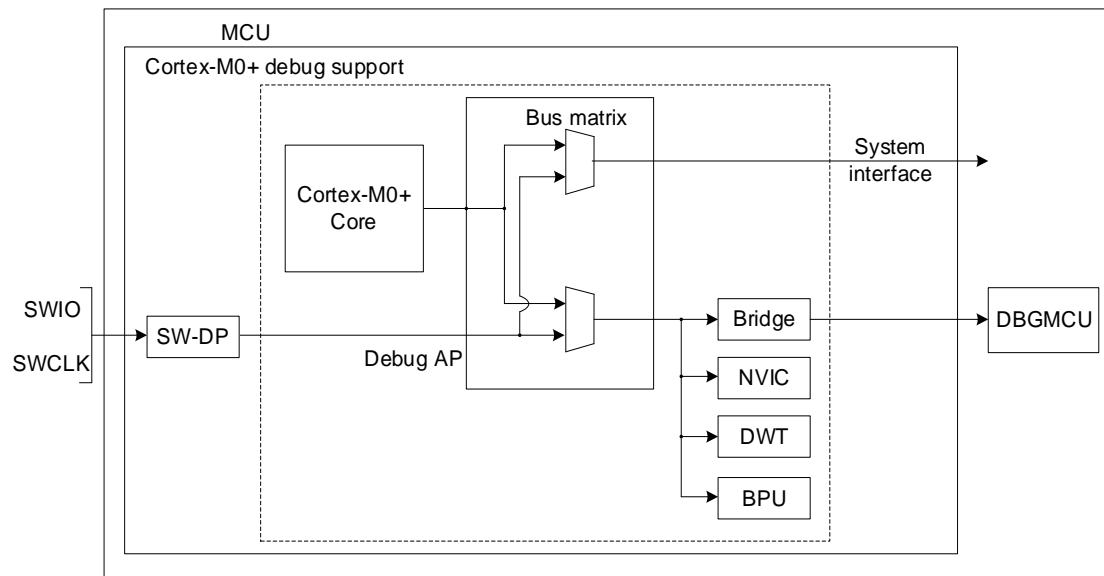 MCU
Cortex-M0+ debug support
Bus matrix
Cortex-M0+
Core
System
interface
SWIO
SWCLK
SW-DP
Debug AP
Bridge
DBGMCU
NVIC
DWT
BPU